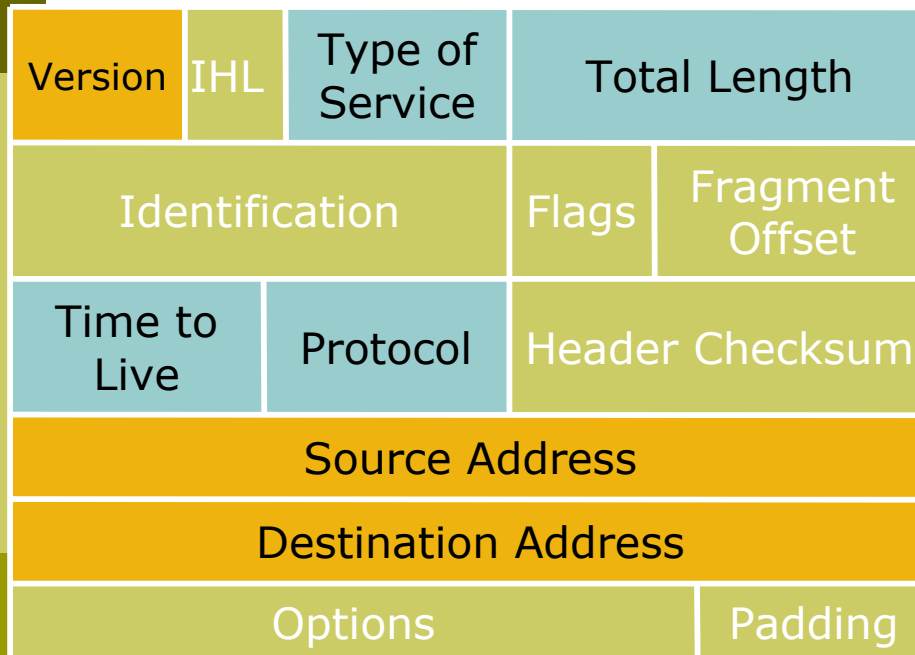 Version IHL Type of Service Total Length
Identification Flags Fragment Offset
Time to Live Protocol Header Checksum
Source Address
Destination Address
Options Padding